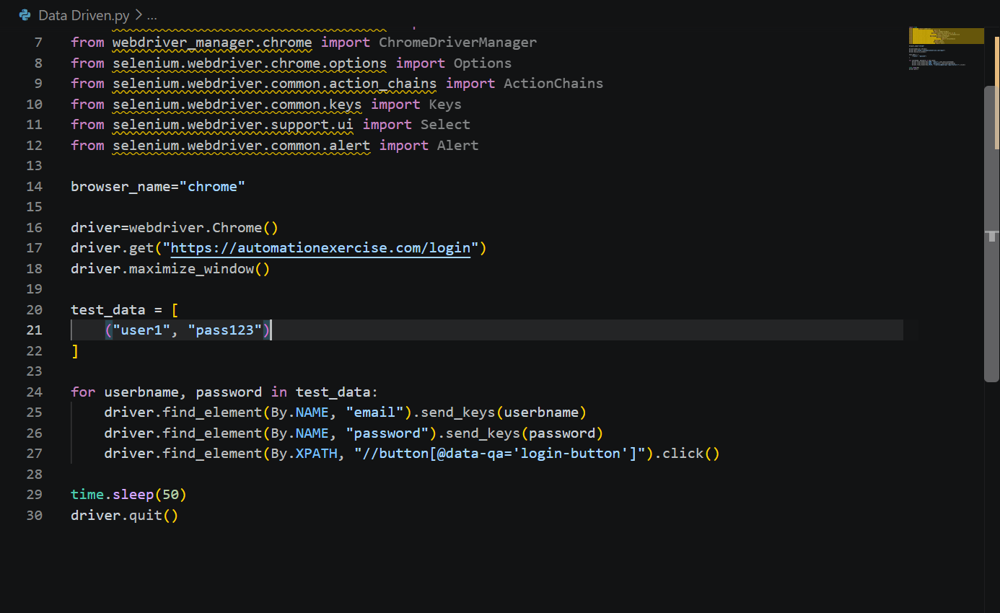 Data Driven.py > ...
7 from webdriver_manager.chrome import ChromeDriverManager
8 from selenium.webdriver.chrome.options import Options
9 from selenium.webdriver.common.action_chains import ActionChains
10 from selenium.webdriver.common.keys import Keys
11 from selenium.webdriver.support.ui import Select
12 from selenium.webdriver.common.alert import Alert
13
14 browser_name="chrome"
15
16 driver=webdriver.Chrome()
17 driver.get("https://automationexercise.com/login")
18 driver.maximize_window()
19
20 test_data = [
21     ("user1", "pass123")
22 ]
23
24 for userbname, password in test_data:
25     driver.find_element(By.NAME, "email").send_keys(userbname)
26     driver.find_element(By.NAME, "password").send_keys(password)
27     driver.find_element(By.XPATH, "//button[@data-qa='login-button']").click()
28
29 time.sleep(50)
30 driver.quit()